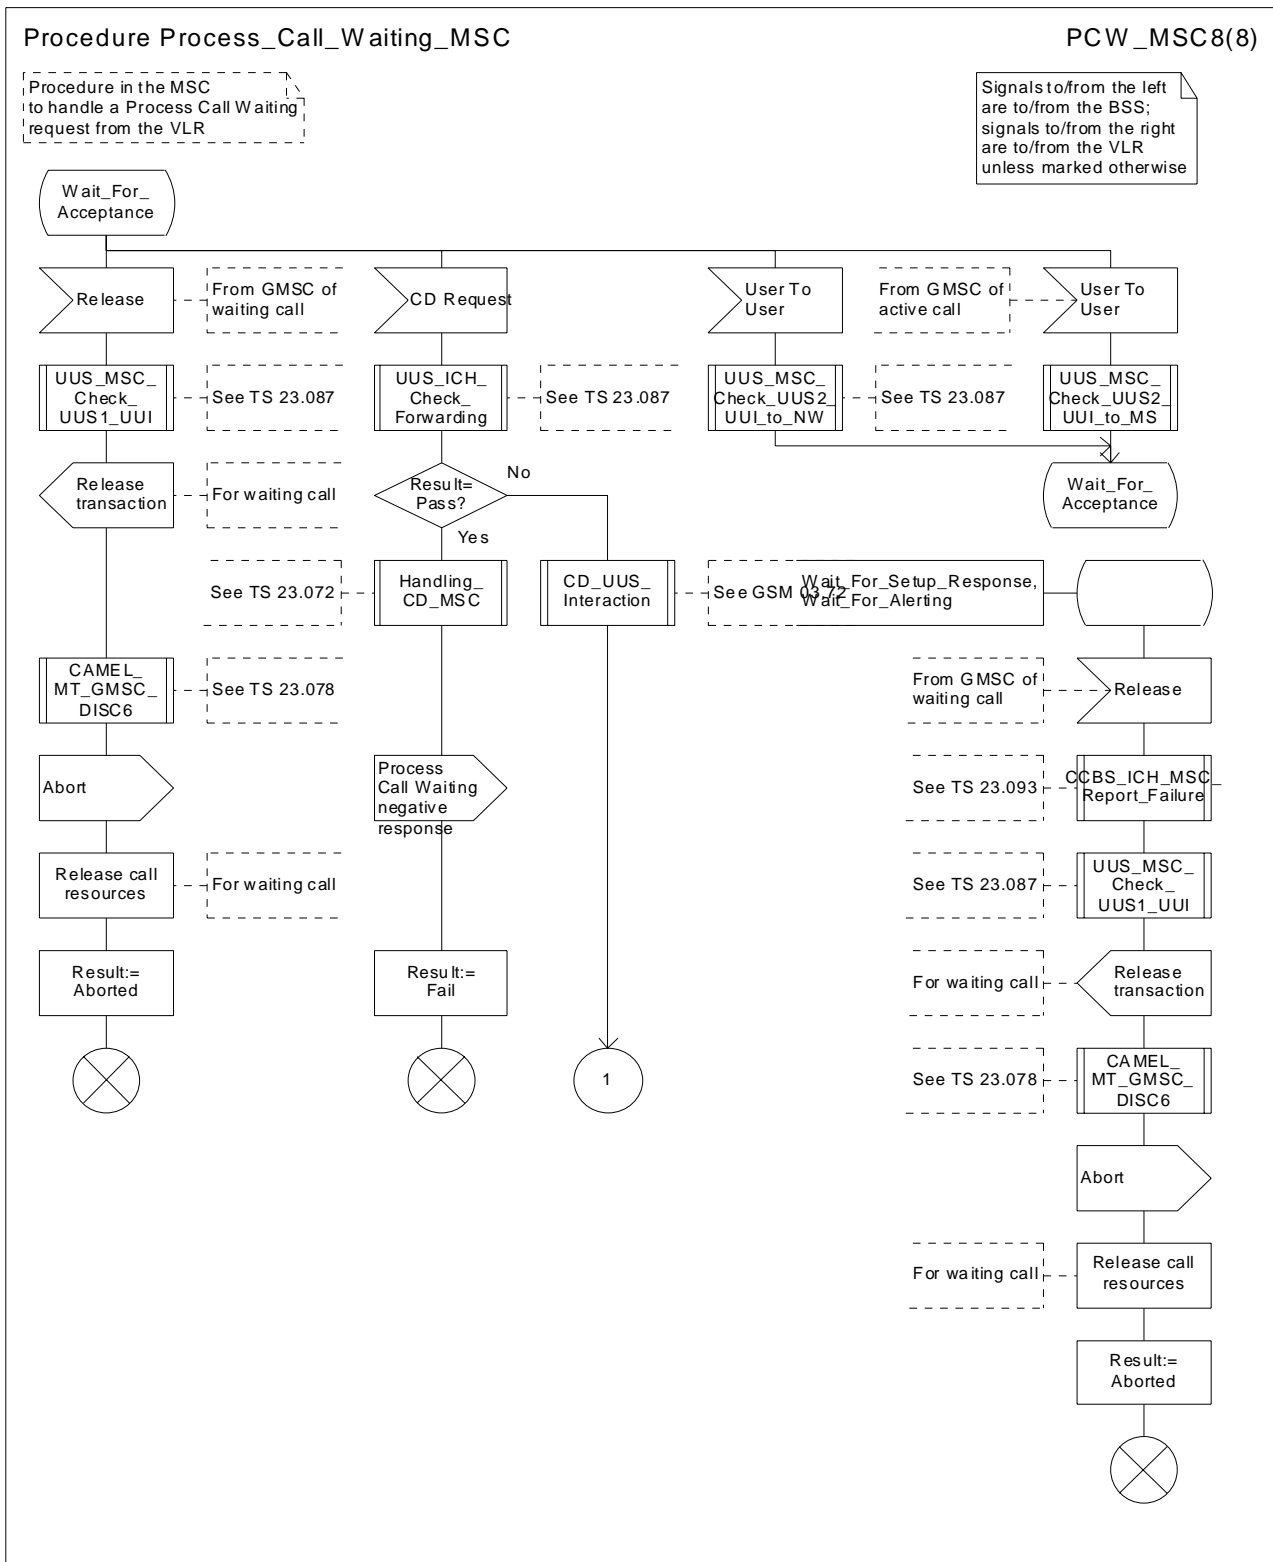 Procedure Process_Call_Waiting_MSC
PCW_MSC8(8)
Procedure in the MSC
to handle a Process Call Waiting
request from the VLR
Signals to/from the left
are to/from the BSS;
signals to/from the right
are to/from the VLR
unless marked otherwise
Wait_For_
Acceptance
Release
From GMSC of
waiting call
CD Request
User To
User
From GMSC of
active call
User To
User
UUS_MSC_
Check_
UUS1_UUI
See TS 23.087
UUS_ICH_
Check_
Forwarding
See TS 23.087
UUS_MSC_
Check_UUS2_
UUI_to_NW
See TS 23.087
UUS_MSC_
Check_UUS2_
UUI_to_MS
Release
transaction
For waiting call
Result=
Pass?
No
Yes
Wait_For_
Acceptance
See TS 23.072
Handling_
CD_MSC
CD_UUS_
Interaction
See GSM 03.72
Wait_For_Setup_Response,
Wait_For_Alerting
CAMEL_
MT_GMSC_
DISC6
See TS 23.078
From GMSC of
waiting call
Release
Abort
Process
Call Waiting
negative
response
See TS 23.093
CCBS_ICH_MSC_
Report_Failure
Release call
resources
For waiting call
See TS 23.087
UUS_MSC_
Check_
UUS1_UUI
Result:=
Aborted
Result:=
Fail
For waiting call
Release
transaction
1
See TS 23.078
CAMEL_
MT_GMSC_
DISC6
Abort
For waiting call
Release call
resources
Result:=
Aborted